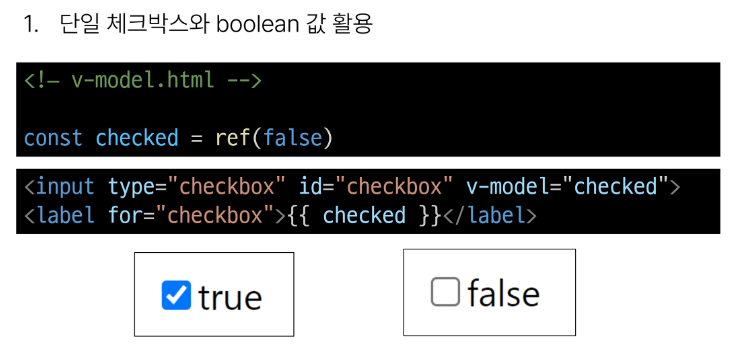 1. 단일 체크박스와 boolean 값 활용
<!— v-model.html -->
const checked = ref(false)
<input type="checkbox" id="checkbox" v-model="checked">
<label for="checkbox">{{ checked }}</label>
true
false